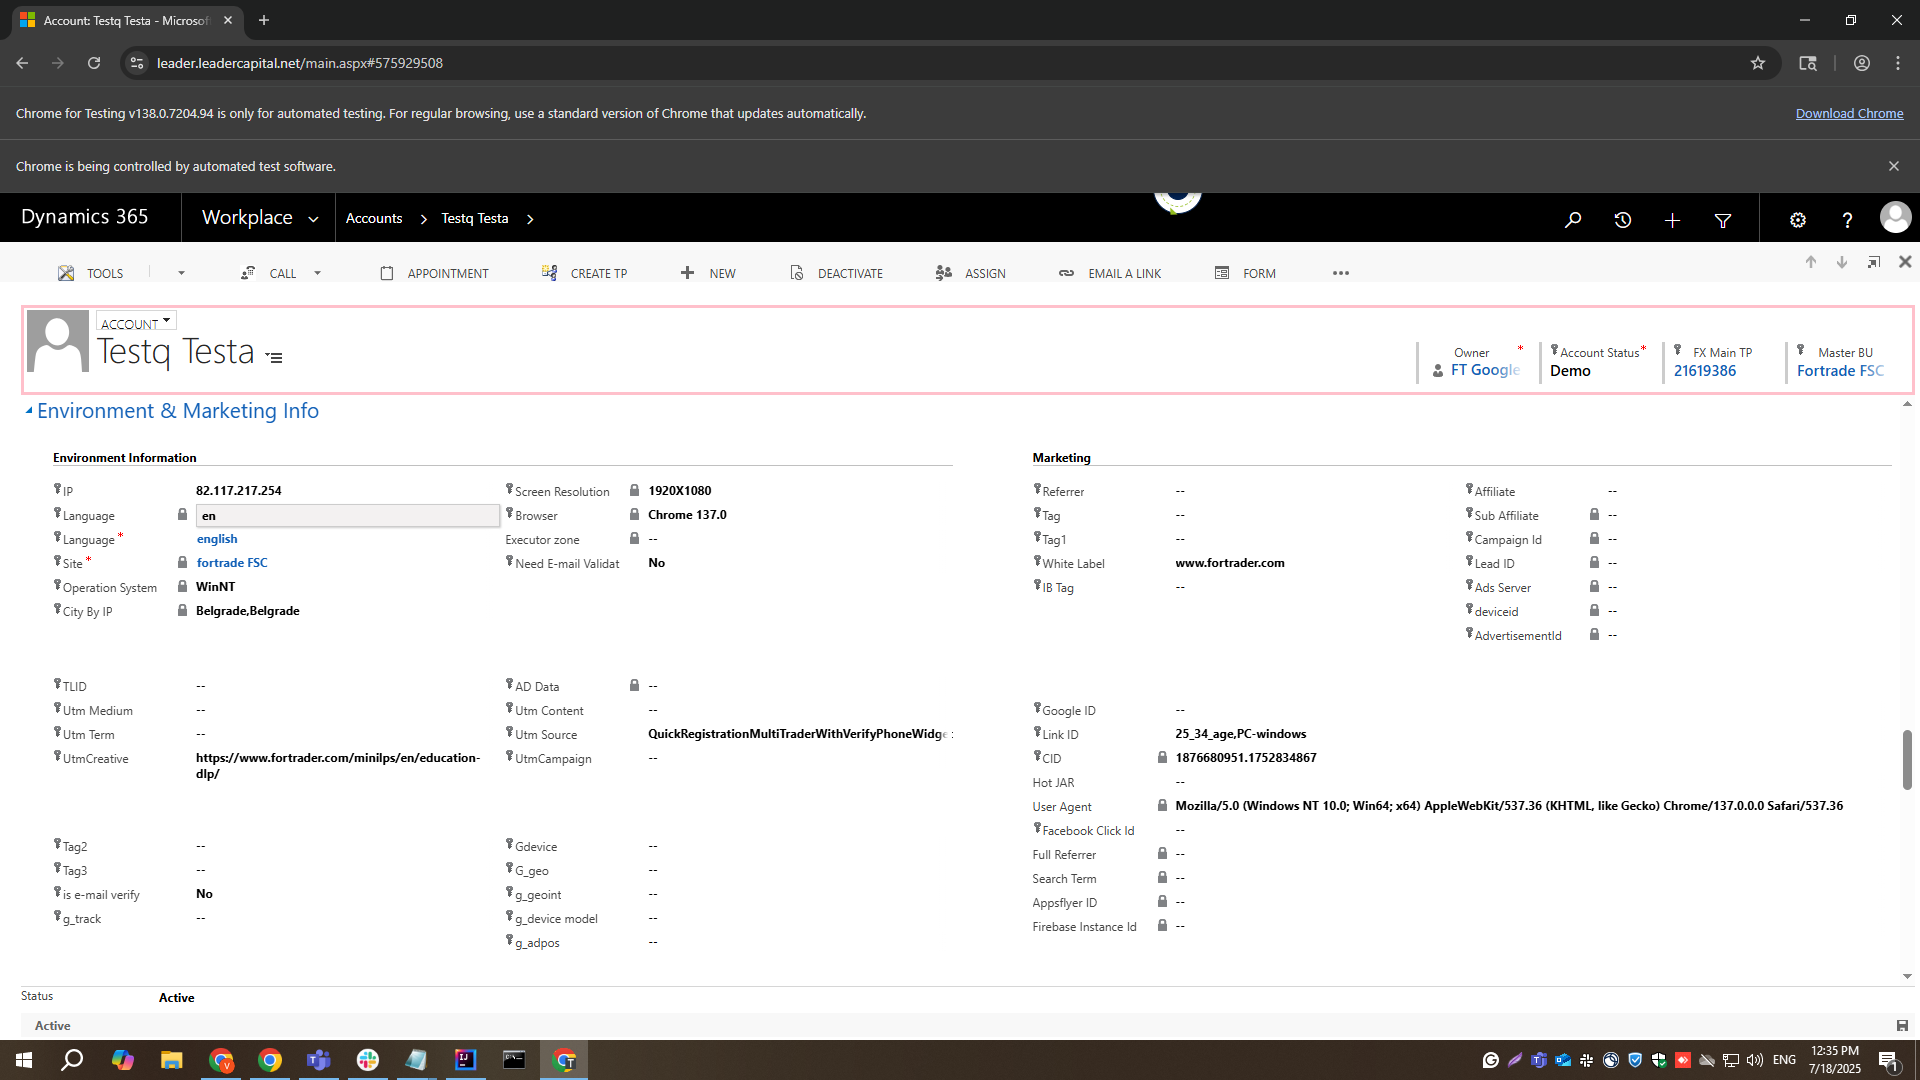 Account: Testq Testa - Microsof
leader.leadercapital.net/main.aspx#575929508
Chrome for Testing v138.0.7204.94 is only for automated testing. For regular browsing, use a standard version of Chrome that updates automatically.
Download Chrome
Chrome is being controlled by automated test software.
Dynamics 365
Workplace
Accounts
Testq Testa
TOOLS
CALL
APPOINTMENT
CREATE TP
NEW
DEACTIVATE
ASSIGN
EMAIL A LINK
FORM
ACCOUNT
Testq Testa
Owner *
FT Google
Account Status *
Demo
FX Main TP
21619386
Master BU
Fortrade FSC
Environment & Marketing Info
Environment Information
IP 82.117.217.254
Language en
Language * english
Site * fortrade FSC
Operation System WinNT
City By IP Belgrade,Belgrade
Screen Resolution 1920X1080
Browser Chrome 137.0
Executor zone --
Need E-mail Validat No
TLID --
Utm Medium --
Utm Term --
UtmCreative https://www.fortrader.com/minilps/en/education-
dlp/
AD Data --
Utm Content --
Utm Source QuickRegistrationMultiTraderWithVerifyPhoneWidge
UtmCampaign --
Tag2 --
Tag3 --
is e-mail verify No
g_track --
Gdevice --
G_geo --
g_geoint --
g_device model --
g_adpos --
Marketing
Referrer --
Tag --
Tag1 --
White Label www.fortrader.com
IB Tag --
Affiliate --
Sub Affiliate --
Campaign Id --
Lead ID --
Ads Server --
deviceid --
AdvertisementId --
Google ID --
Link ID 25_34_age,PC-windows
CID 1876680951.1752834867
Hot JAR --
User Agent Mozilla/5.0 (Windows NT 10.0; Win64; x64) AppleWebKit/537.36 (KHTML, like Gecko) Chrome/137.0.0.0 Safari/537.36
Facebook Click Id --
Full Referrer --
Search Term --
Appsflyer ID --
Firebase Instance Id --
Status Active
Active
ENG
12:35 PM
7/18/2025
1